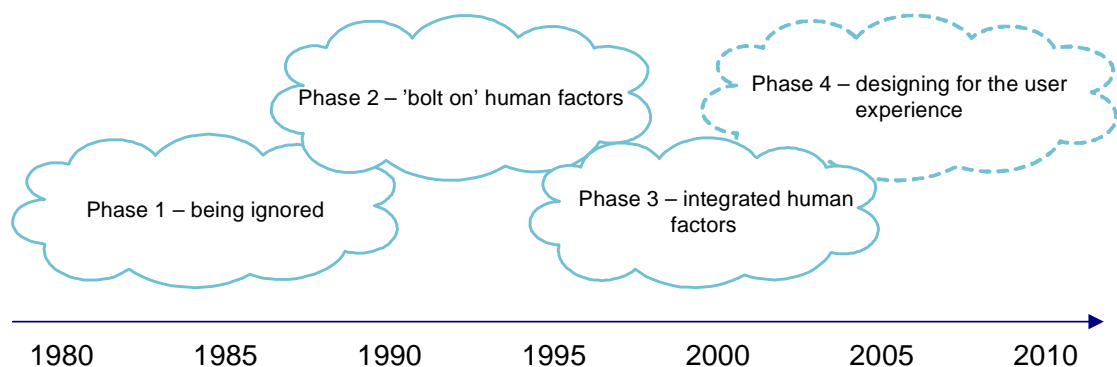 Phase 2 – ’bolt on’ human factors
Phase 4 – designing for the user
experience
Phase 1 – being ignored
Phase 3 – integrated human
factors
1980 1985 1990 1995 2000 2005 2010